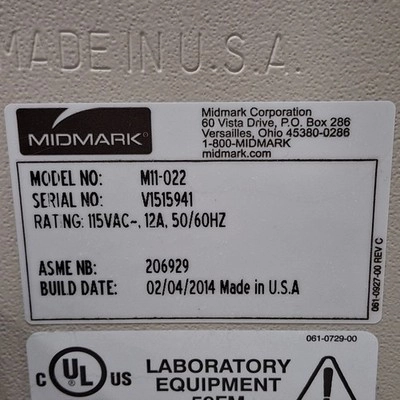 MADE IN U.S.A
MIDMARK
Midmark Corporation
60 Vista Drive, P.O. Box 286
Versailles, Ohio 45380-0286
1-800-MIDMARK
midmark.com
MODEL NO: M11-022
SERIAL NO: V1515941
RATING: 115VAC~, 12A, 50/60HZ
ASME NB: 206929
BUILD DATE: 02/04/2014 Made in U.S.A
061-0927-00 REV C
061-0729-00
C UL US
LABORATORY
EQUIPMENT